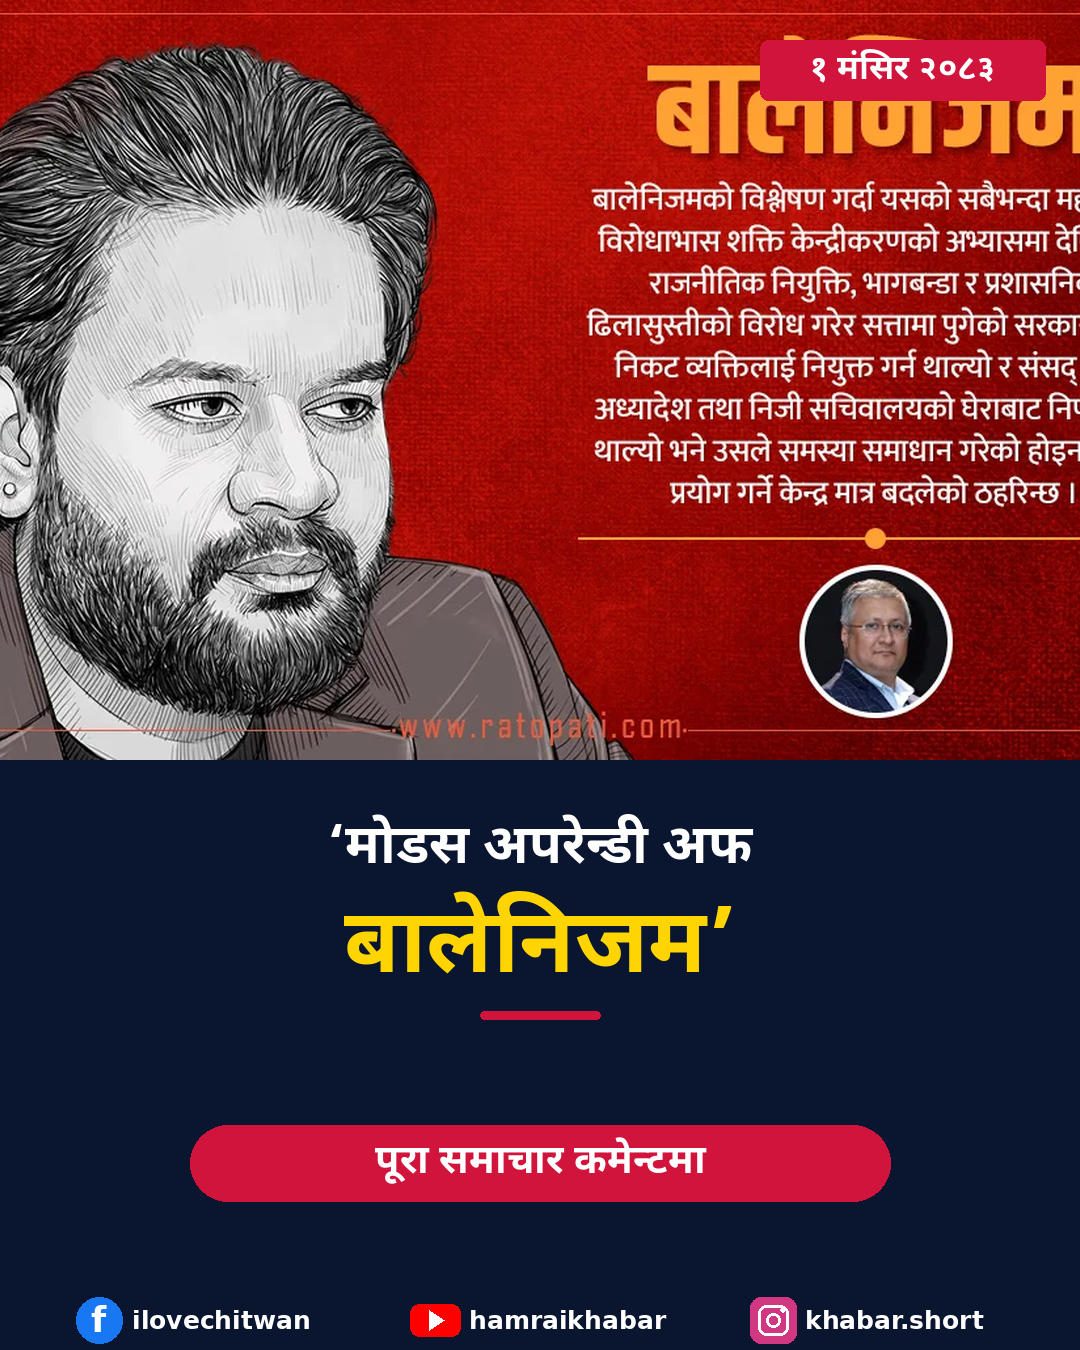 १ मंसिर २०८३
बालेनिजमको विश्लेषण गर्दा यसको सबैभन्दा
विरोधाभास शक्ति केन्द्रीकरणको अभ्यासमा
राजनीतिक नियुक्ति, भागबन्डा र
ढिलासुस्तीको विरोध गरेर सत्तामा पुगेको
निकट व्यक्तिलाई नियुक्त गर्न थाल्यो र संसद्
अध्यादेश तथा निजी सचिवालयको घेराबाट
थाल्यो भने उसले समस्या समाधान गरेको
प्रयोग गर्ने केन्द्र मात्र बदलेको ठहरिन्छ ।
www.ratopati.com
‘मोडस अपरेन्डी अफ
बालेनिजम’
पूरा समाचार कमेन्टमा
ilovechitwan hamraikhabar khabar.short